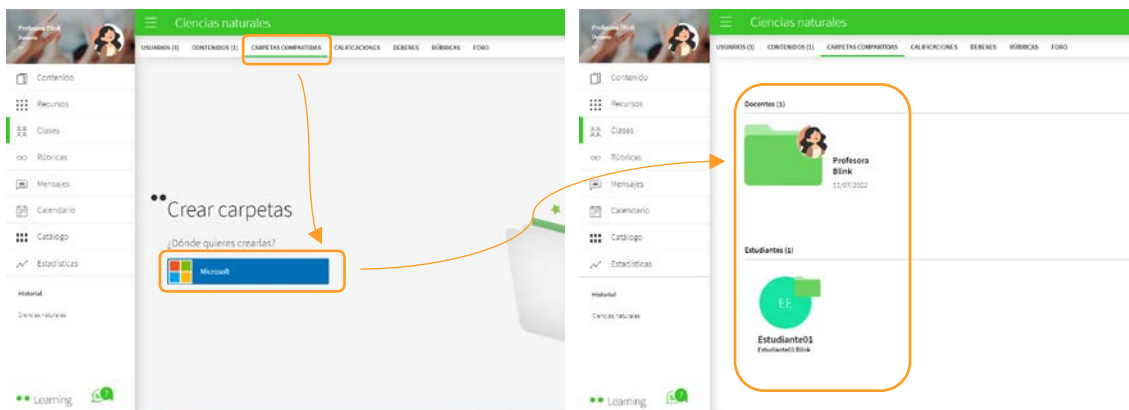 Profesora Blink
Docente
Ciencias naturales
USUARIOS (3) CONTENIDOS (1) CARPETAS COMPARTIDAS CALIFICACIONES DEBERES RÚBRICAS FORO
Contenido
Recursos
Clases
Rúbricas
Mensajes
Calendario
Catálogo
Estadísticas
Historial
Ciencias naturales
Learning
?
Crear carpetas
¿Dónde quieres crearlas?
Microsoft
Profesora Blink
Docente
Ciencias naturales
USUARIOS (3) CONTENIDOS (1) CARPETAS COMPARTIDAS CALIFICACIONES DEBERES RÚBRICAS FORO
Contenido
Recursos
Clases
Rúbricas
Mensajes
Calendario
Catálogo
Estadísticas
Historial
Ciencias naturales
Learning
?
Docentes (1)
Profesora
Blink
11/07/2022
Estudiantes (1)
EE
Estudiante01
Estudiante01 Blink